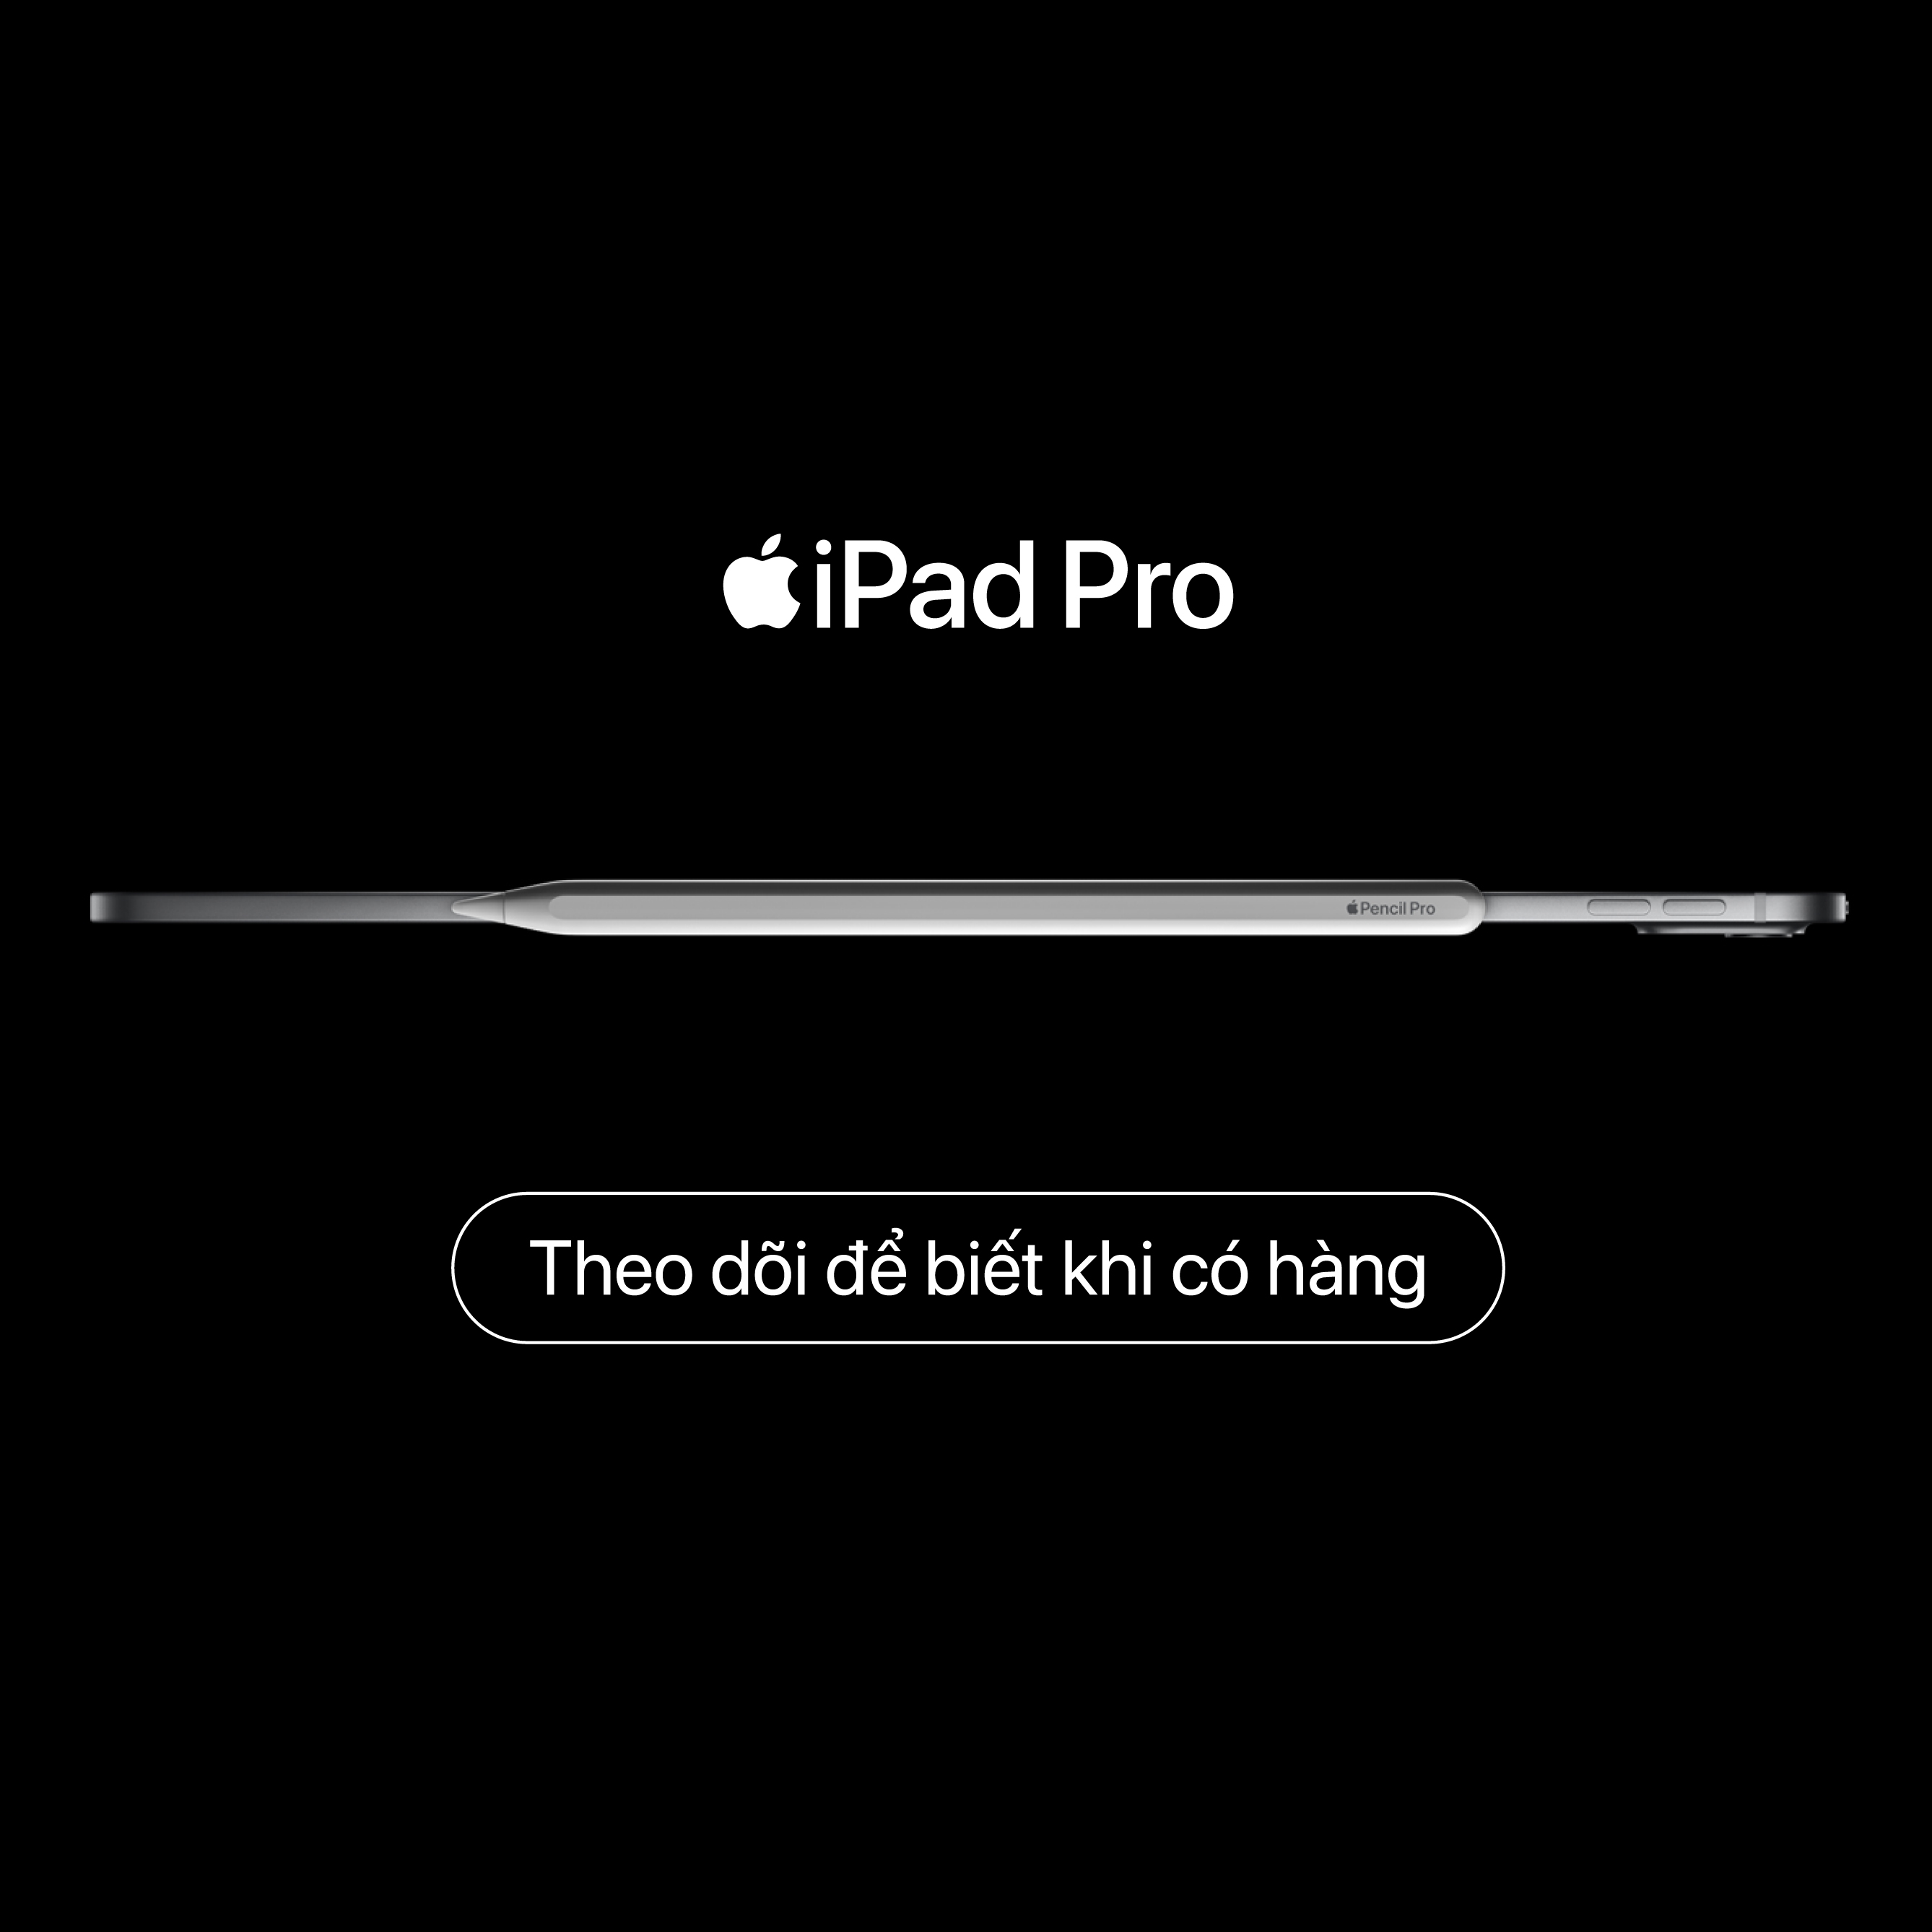 iPad Pro
Pencil Pro
Theo dõi để biết khi có hàng